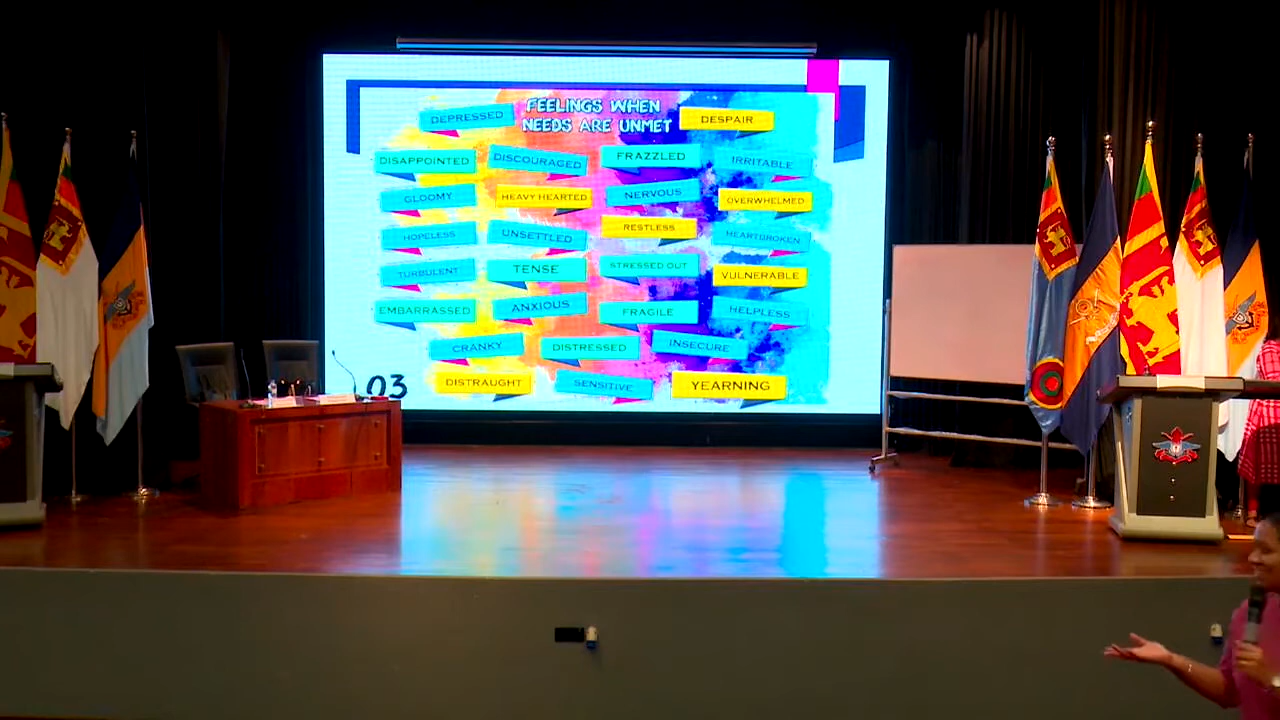 FEELINGS WHEN
NEEDS ARE UNMET
DEPRESSED
DESPAIR
DISAPPOINTED
DISCOURAGED
FRAZZLED
IRRITABLE
GLOOMY
HEAVY HEARTED
NERVOUS
OVERWHELMED
HOPELESS
UNSETTLED
RESTLESS
HEARTBROKEN
TURBULENT
TENSE
STRESSED OUT
VULNERABLE
EMBARRASSED
ANXIOUS
FRAGILE
HELPLESS
CRANKY
DISTRESSED
INSECURE
DISTRAUGHT
SENSITIVE
YEARNING
03